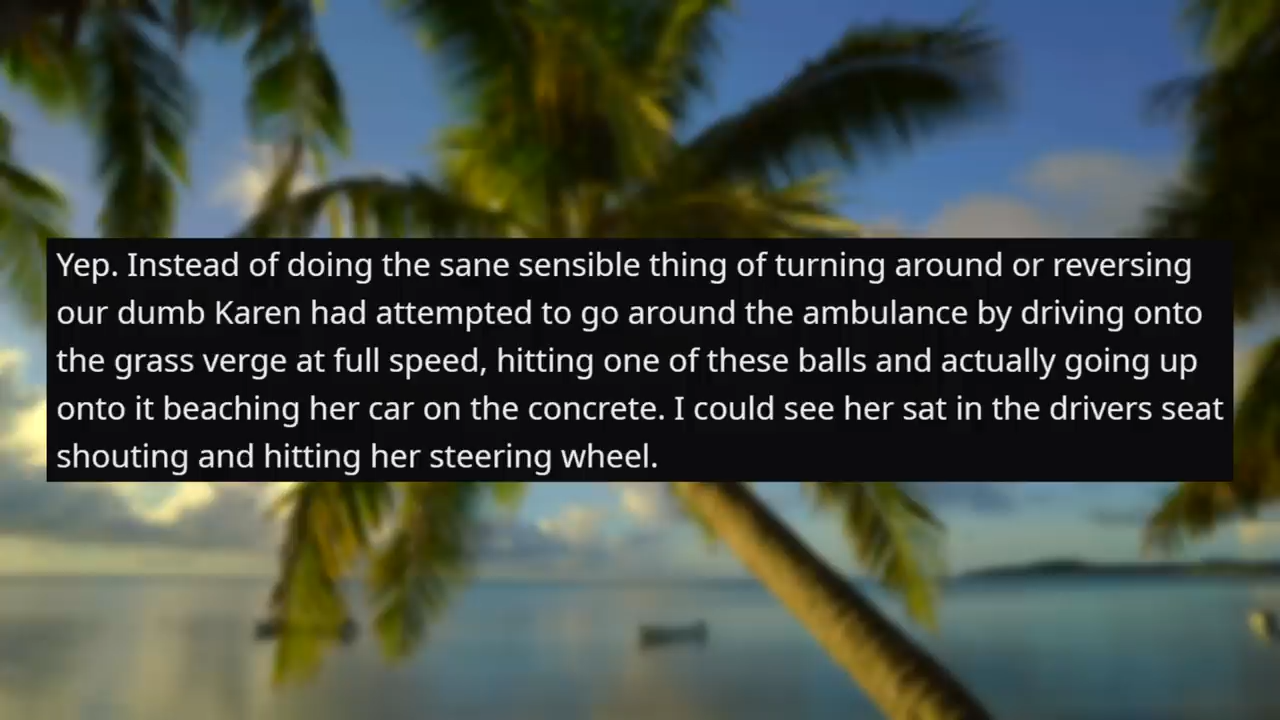 Yep. Instead of doing the sane sensible thing of turning around or reversing
our dumb Karen had attempted to go around the ambulance by driving onto
the grass verge at full speed, hitting one of these balls and actually going up
onto it beaching her car on the concrete. I could see her sat in the drivers seat
shouting and hitting her steering wheel.